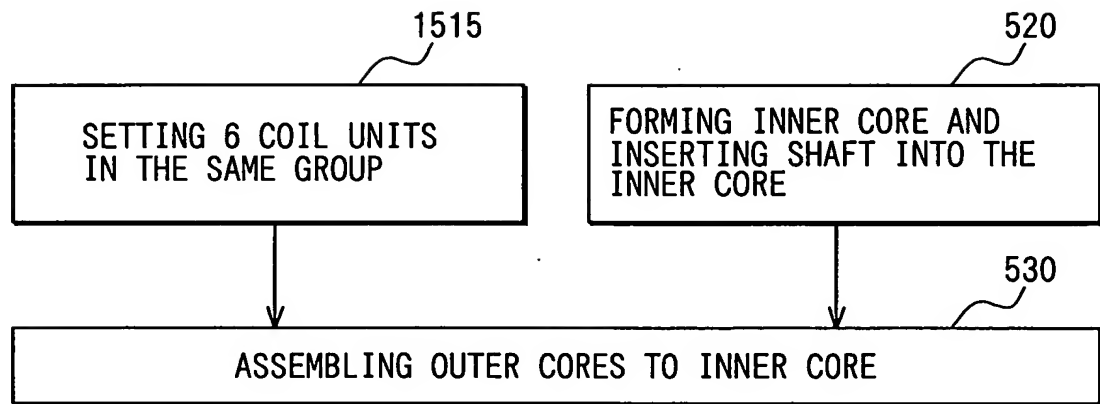 1515
SETTING 6 COIL UNITS
IN THE SAME GROUP
520
FORMING INNER CORE AND
INSERTING SHAFT INTO THE
INNER CORE
530
ASSEMBLING OUTER CORES TO INNER CORE